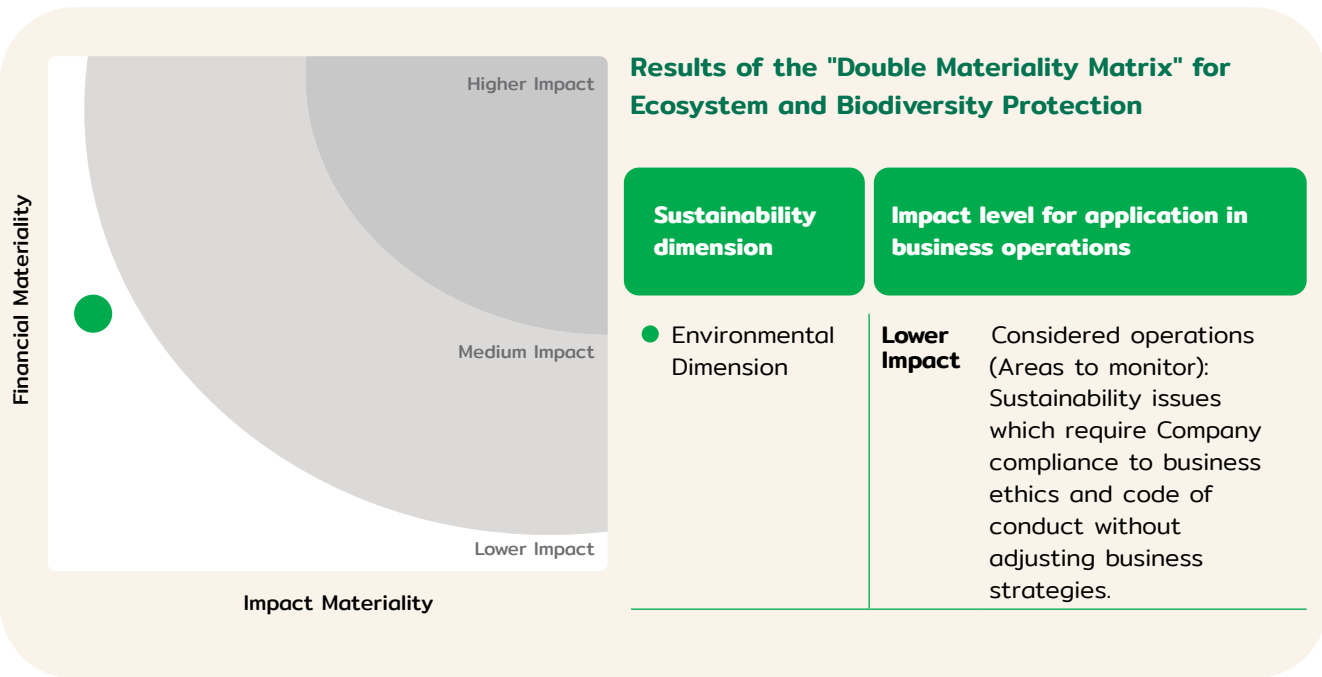 Higher Impact
Medium Impact
Lower Impact
Financial Materiality
Impact Materiality
Results of the "Double Materiality Matrix" for
Ecosystem and Biodiversity Protection
Sustainability
dimension
Impact level for application in
business operations
Environmental
Dimension
Lower
Impact
Considered operations
(Areas to monitor):
Sustainability issues
which require Company
compliance to business
ethics and code of
conduct without
adjusting business
strategies.